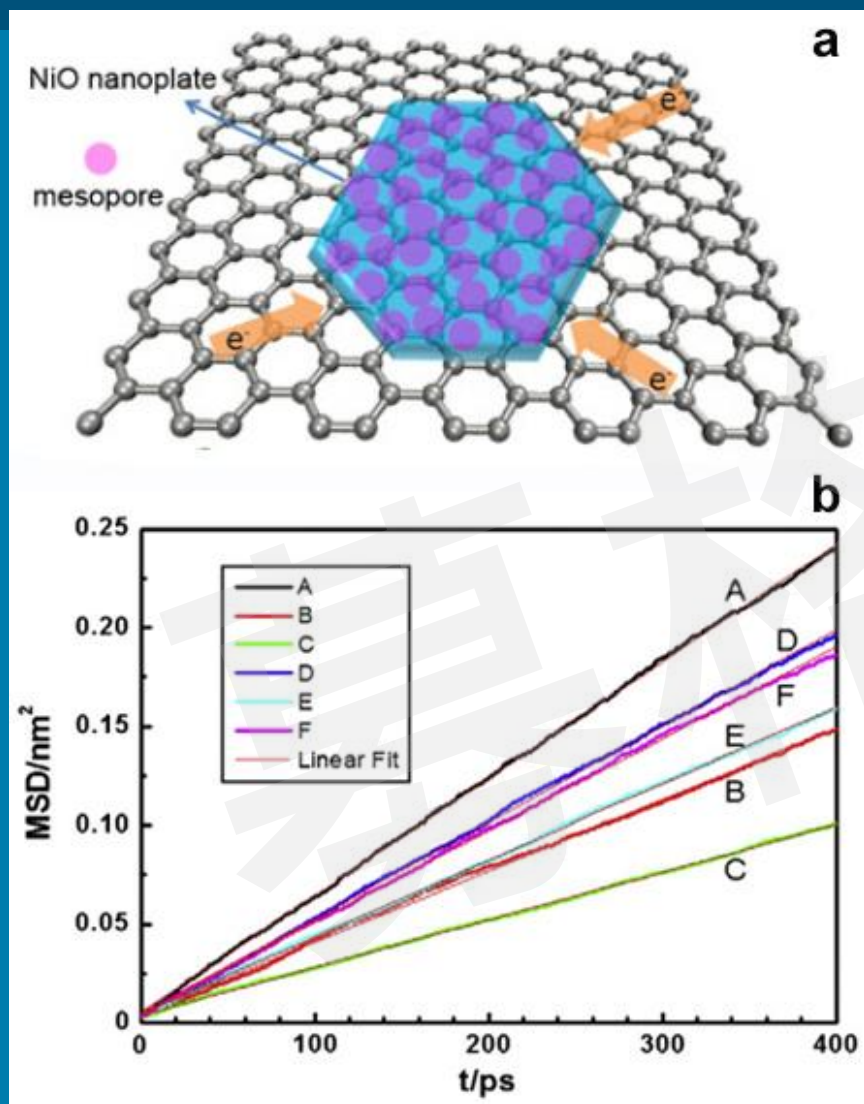 a
NiO nanoplate
mesopore
e-
e-
e-
b
MSD/nm²
0.25
0.20
0.15
0.10
0.05
0
A
B
C
D
E
F
Linear Fit
A
D
F
E
B
C
0 100 200 300 400
t/ps